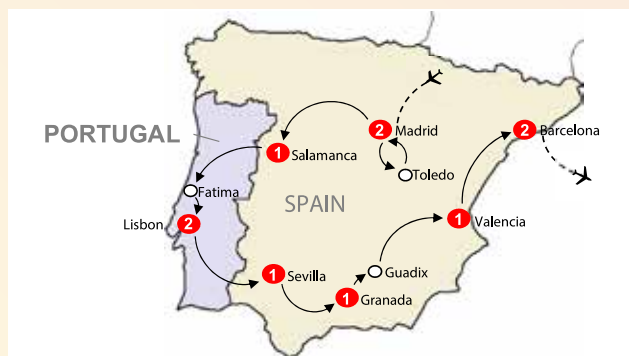 2 Madrid
2 Barcelona
PORTUGAL
1 Salamanca
Toledo
Fatima
SPAIN
Lisbon 2
1 Valencia
1 Sevilla
Guadix
1 Granada